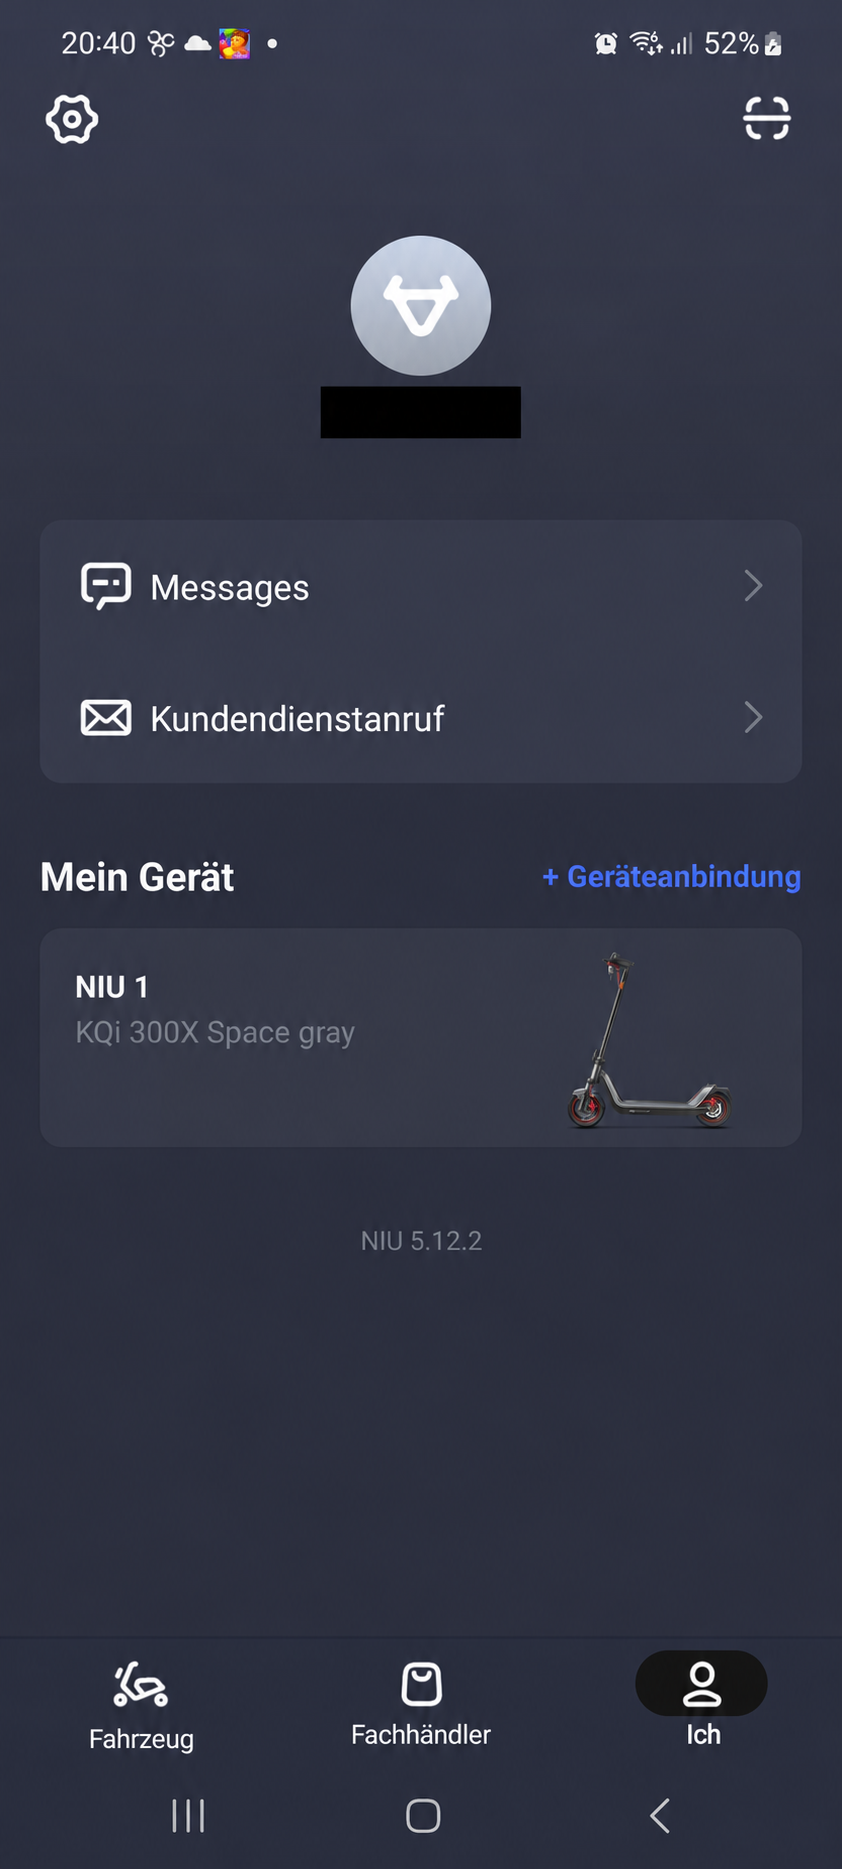 20:40 52%
Messages
Kundendienstanruf
Mein Gerät + Geräteanbindung
NIU 1
KQi 300X Space gray
NIU 5.12.2
Fahrzeug Fachhändler Ich